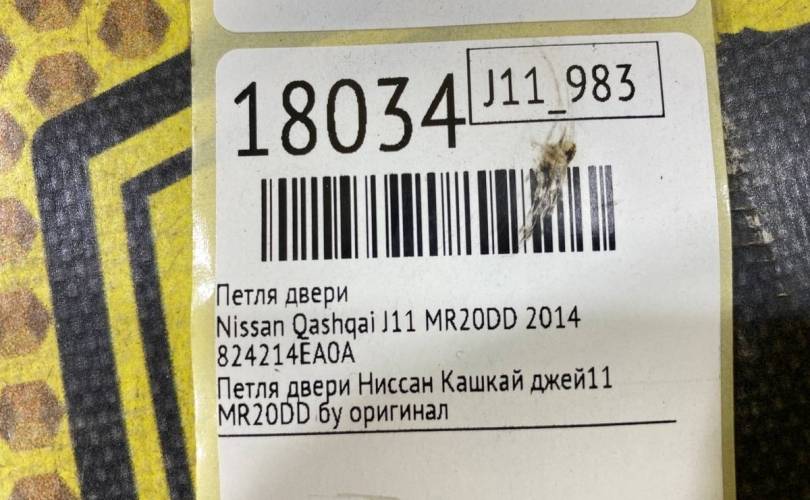 18034
J11_983
Петля двери
Nissan Qashqai J11 MR20DD 2014
824214EA0A
Петля двери Ниссан Кашкай джей11
MR20DD бу оригинал